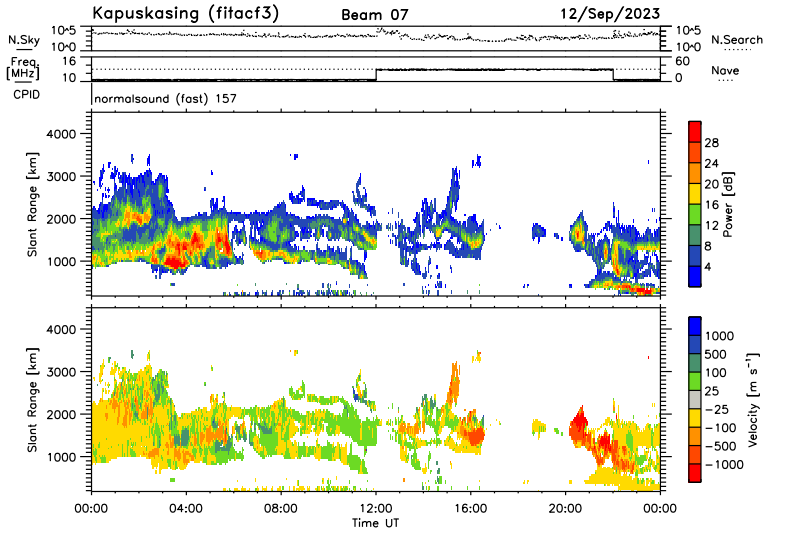 Kapuskasing (fitacf3) Beam 07 12/Sep/2023
N.Sky 10^5 10^0 10^5 10^0 N.Search
Freq. [MHz] 16 10 60 0 Nave
CPID normalsound (fast) 157
Slant Range [km] 4000 3000 2000 1000
Power [dB] 28 24 20 16 12 8 4
Slant Range [km] 4000 3000 2000 1000
Velocity [m s⁻¹] 1000 500 100 25 −25 −100 −500 −1000
00:00 04:00 08:00 12:00 16:00 20:00 00:00
Time UT